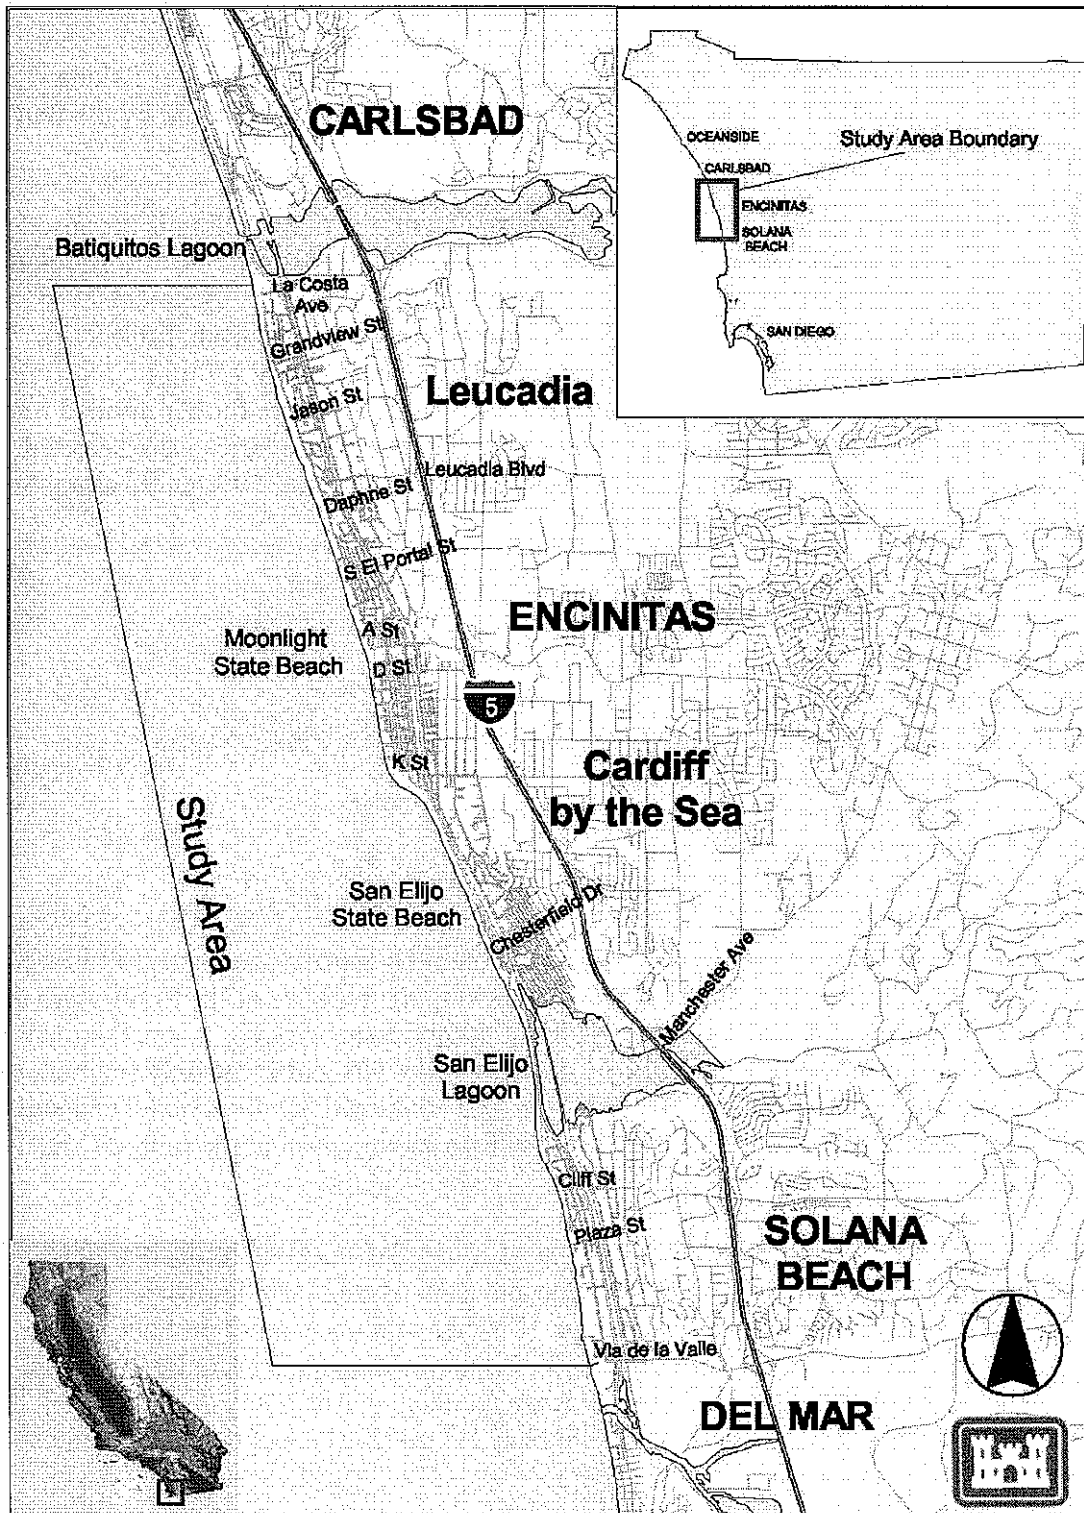 CARLSBAD
OCEANSIDE
Study Area Boundary
CARLSBAD
ENCINITAS
SOLANA
BEACH
SAN DIEGO
Batiquitos Lagoon
La Costa
Ave
Grandview St
Jason St
Leucadia
Leucadia Blvd
Daphne St
S El Portal St
ENCINITAS
A St
Moonlight
State Beach
D St
5
K St
Cardiff
by the Sea
Study Area
San Elijo
State Beach
Chesterfield Dr
Manchester Ave
San Elijo
Lagoon
Cliff St
Plaza St
SOLANA
BEACH
Via de la Valle
DEL MAR